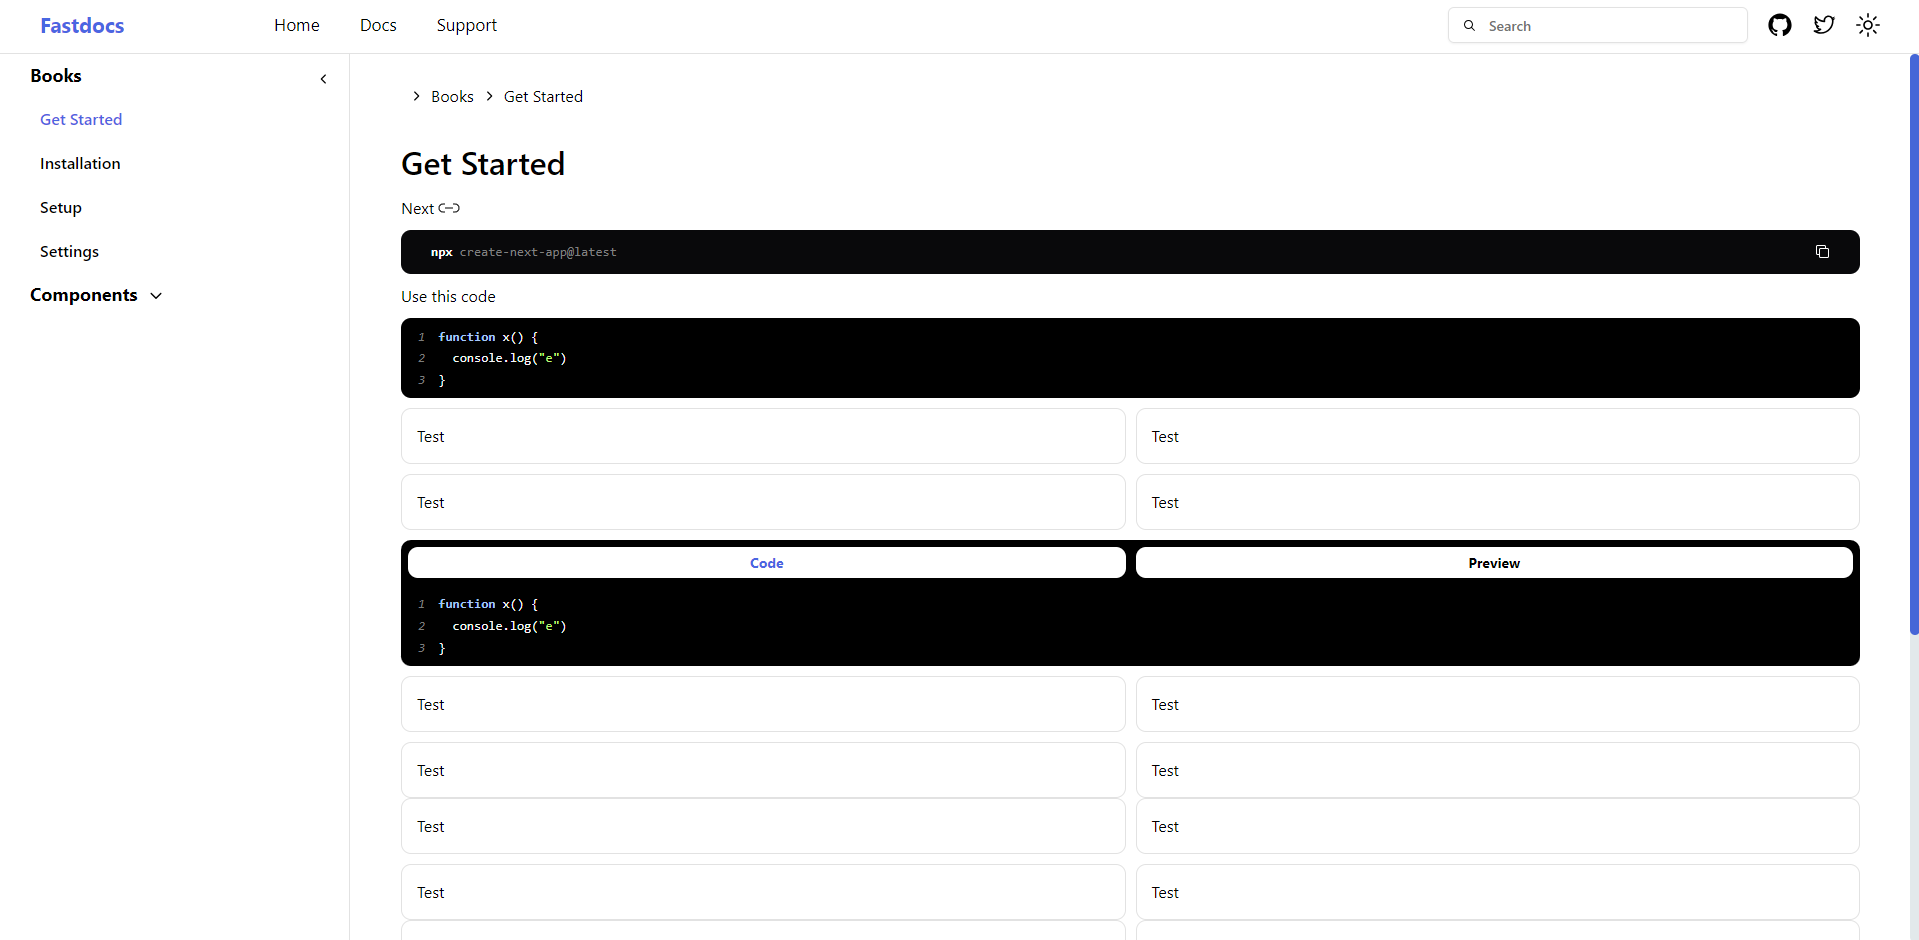 Fastdocs Home Docs Support Search
Books
Get Started
Installation
Setup
Settings
Components
Books Get Started
Get Started
Next
npx create-next-app@latest
Use this code
1 function x() {
2 console.log("e")
3 }
Test Test
Test Test
Code Preview
1 function x() {
2 console.log("e")
3 }
Test Test
Test Test
Test Test
Test Test